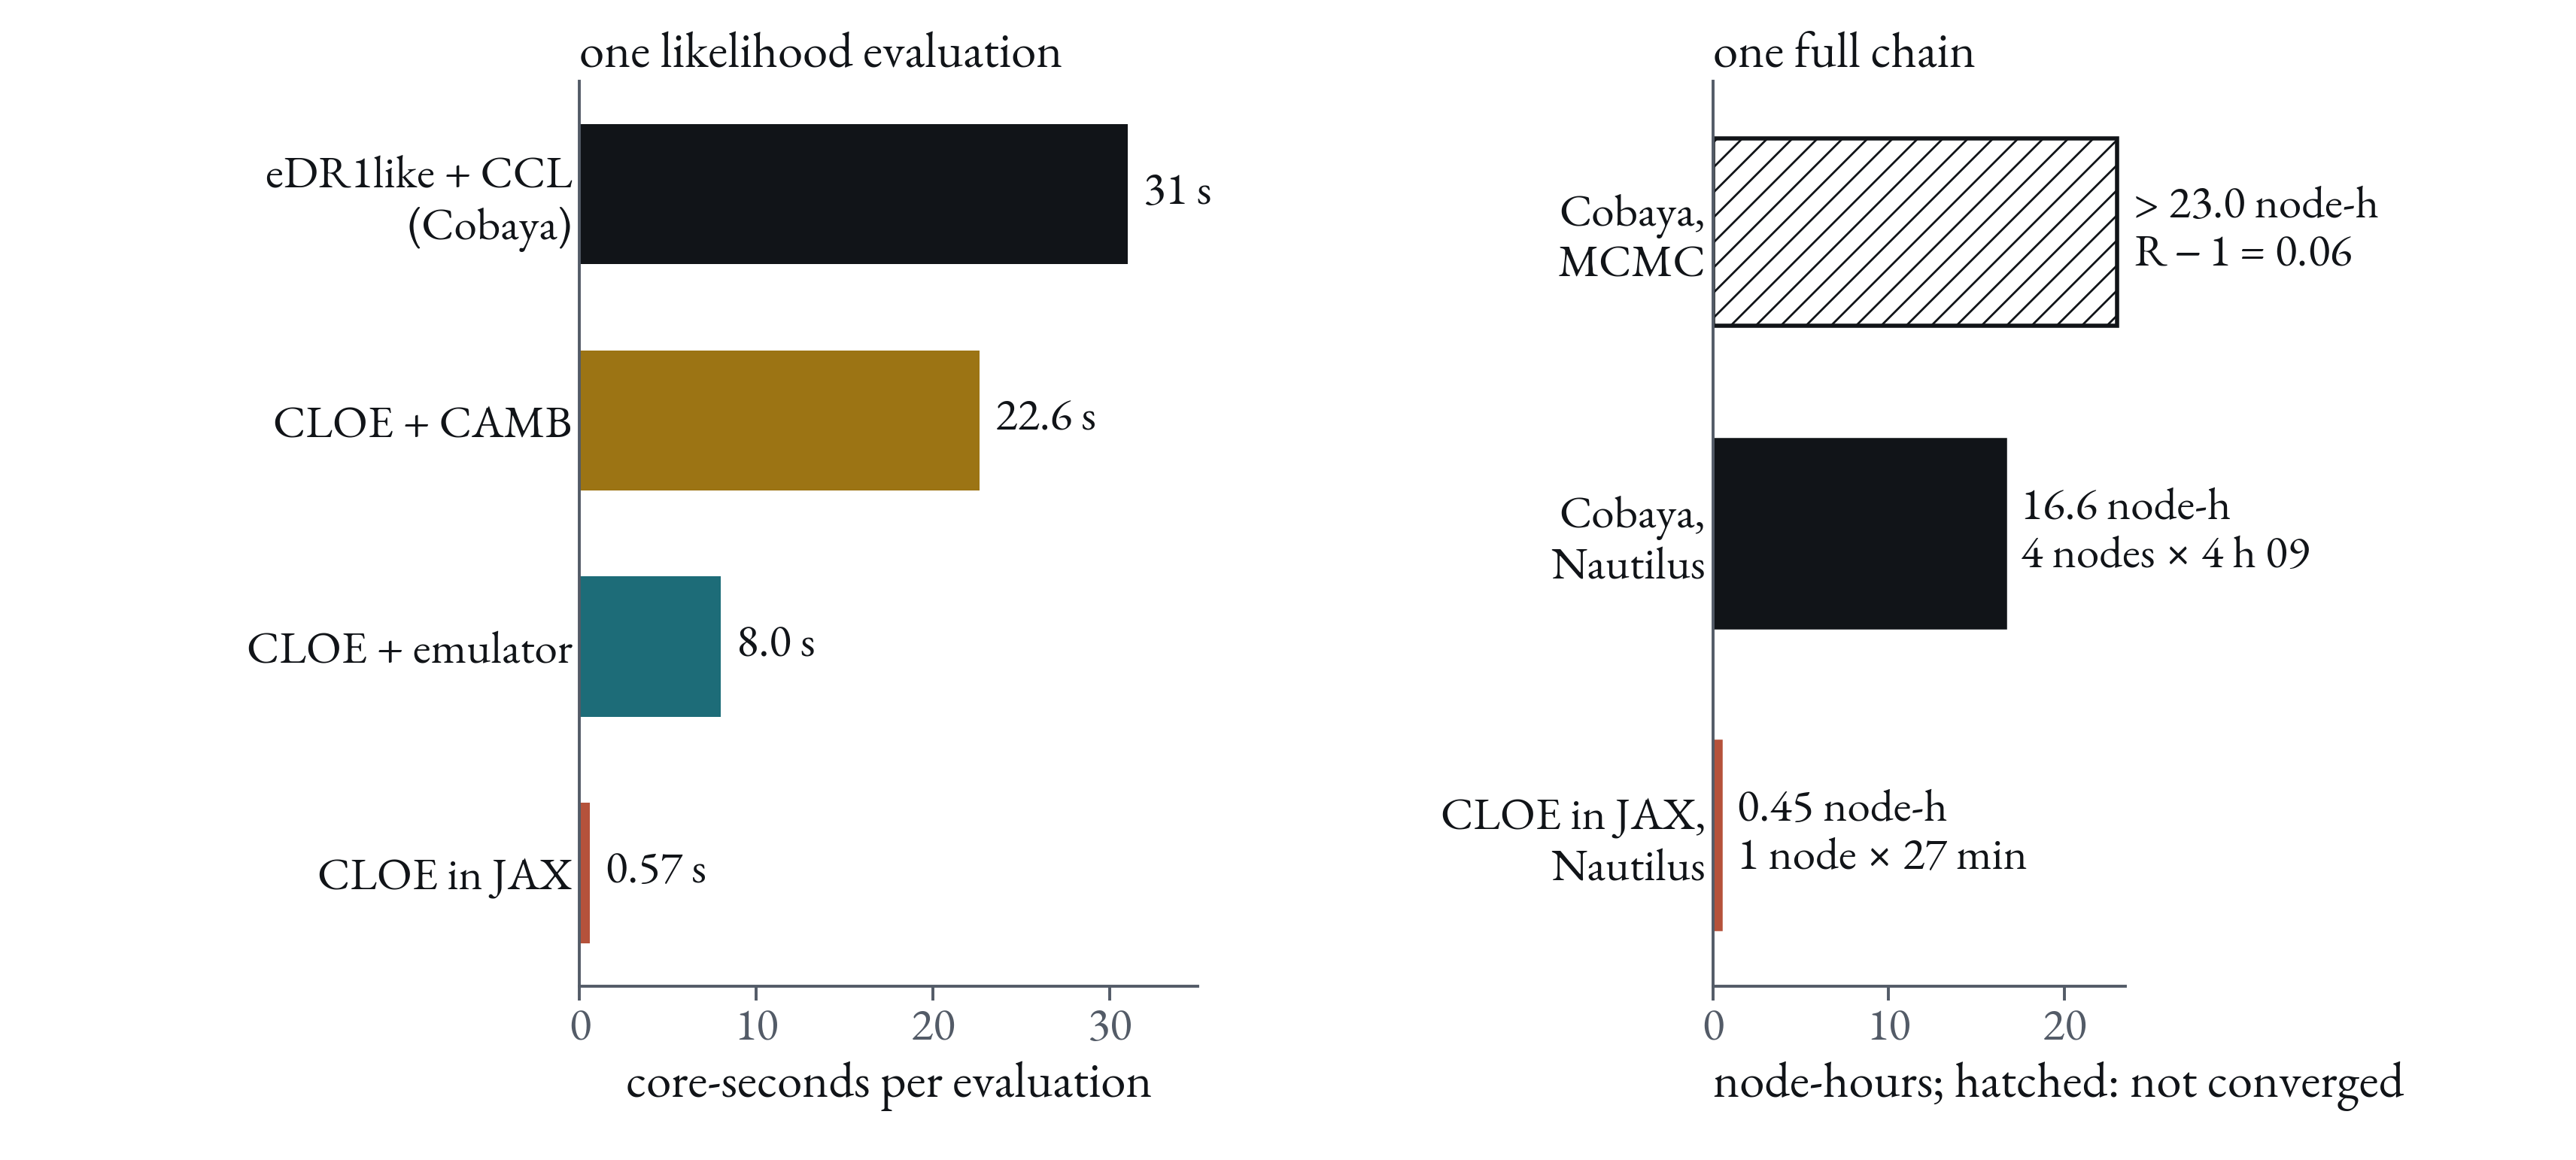 one likelihood evaluation
eDR1like + CCL
(Cobaya)
31 s
CLOE + CAMB
22.6 s
CLOE + emulator
8.0 s
CLOE in JAX
0.57 s
0 10 20 30
core-seconds per evaluation
one full chain
Cobaya,
MCMC
> 23.0 node-h
R − 1 = 0.06
Cobaya,
Nautilus
16.6 node-h
4 nodes × 4 h 09
CLOE in JAX,
Nautilus
0.45 node-h
1 node × 27 min
0 10 20
node-hours; hatched: not converged